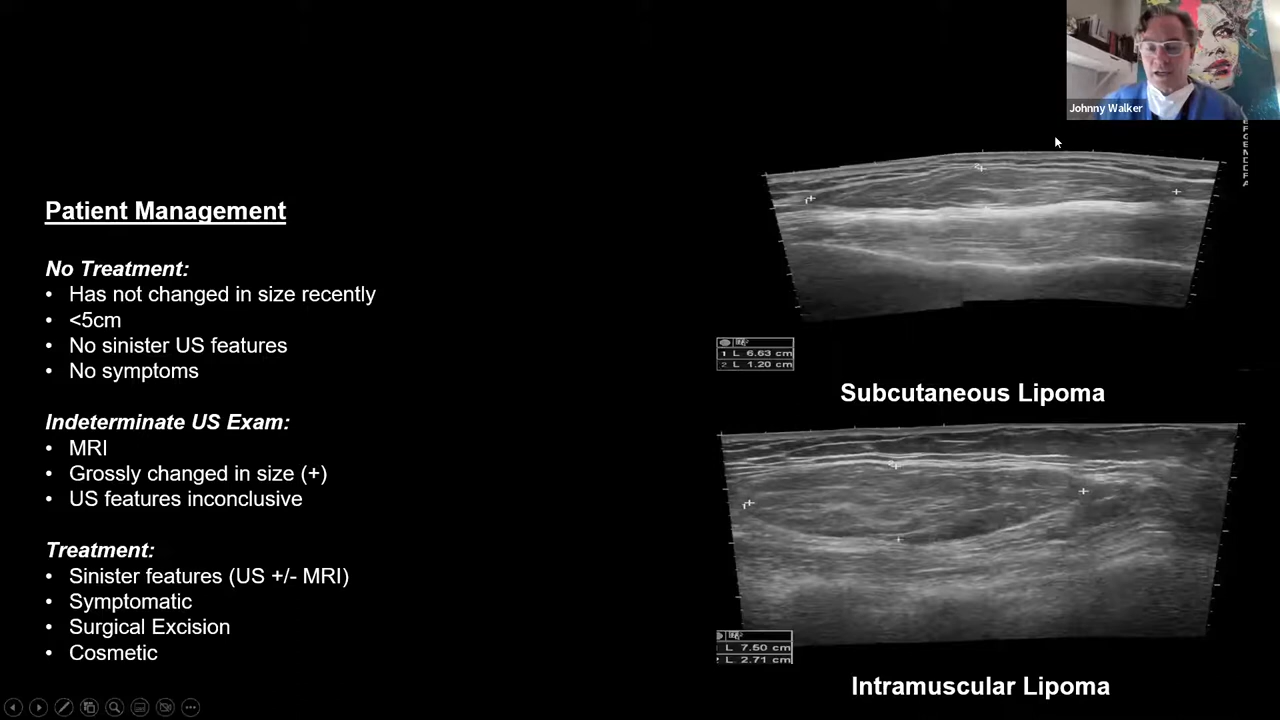 Johnny Walker
Patient Management
No Treatment:
• Has not changed in size recently
• <5cm
• No sinister US features
• No symptoms
Indeterminate US Exam:
• MRI
• Grossly changed in size (+)
• US features inconclusive
Treatment:
• Sinister features (US +/- MRI)
• Symptomatic
• Surgical Excision
• Cosmetic
1 L 6.63 cm
2 L 1.20 cm
Subcutaneous Lipoma
L 7.50 cm
L 2.71 cm
Intramuscular Lipoma